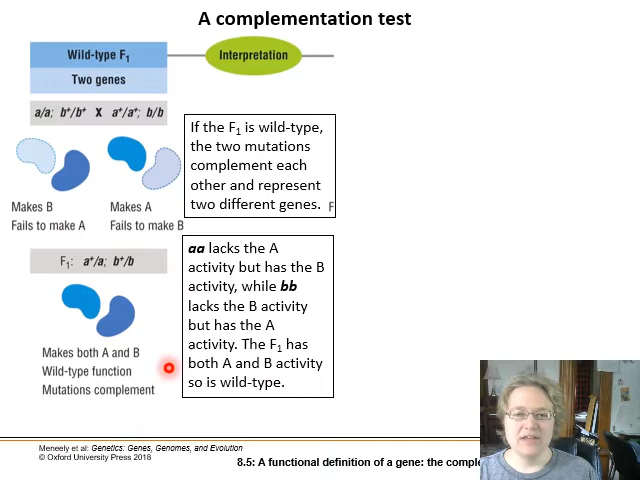 A complementation test
Wild-type F1
Interpretation
Two genes
a/a; b+/b+ X a+/a+; b/b
Makes B
Fails to make A
Makes A
Fails to make B
If the F1 is wild-type,
the two mutations
complement each
other and represent
two different genes.
F
F1: a+/a; b+/b
Makes both A and B
Wild-type function
Mutations complement
aa lacks the A
activity but has the B
activity, while bb
lacks the B activity
but has the A
activity. The F1 has
both A and B activity
so is wild-type.
Meneely et al: Genetics: Genes, Genomes, and Evolution
© Oxford University Press 2018
8.5: A functional definition of a gene: the comple